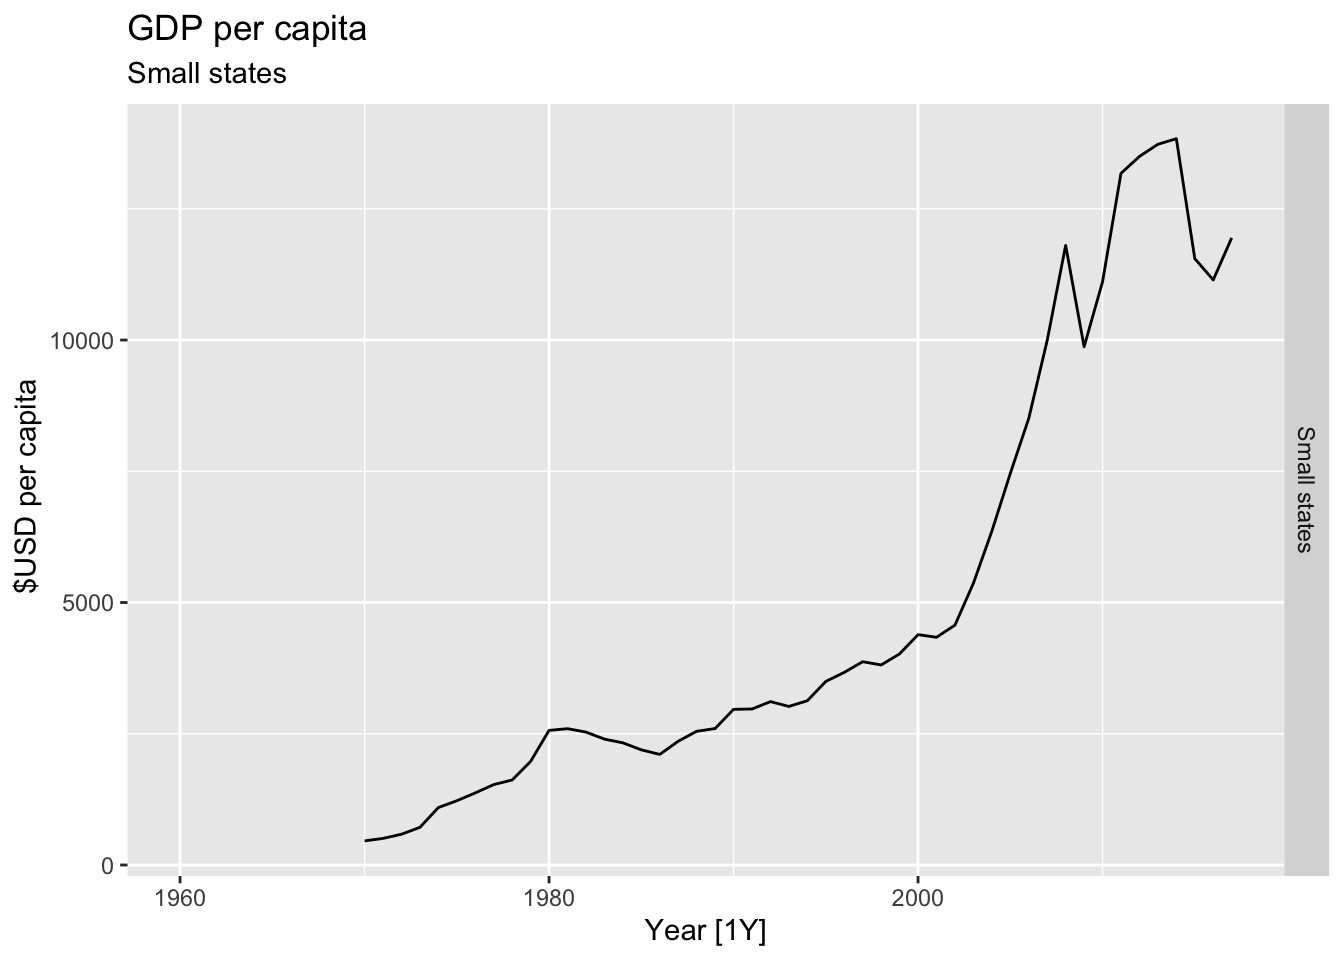 GDP per capita
Small states
$USD per capita
10000
5000
0
1960
1980
2000
Year [1Y]
Small states